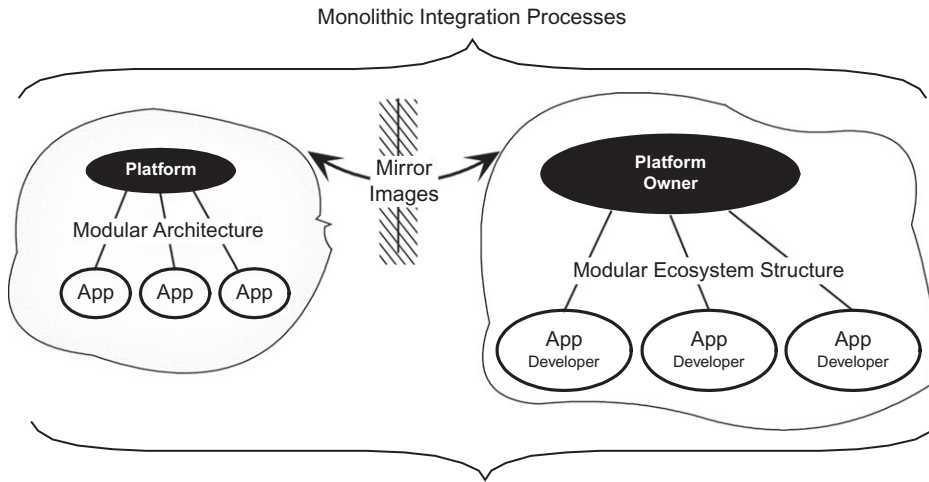 Monolithic Integration Processes
Platform
Modular Architecture
App
App
App
Mirror
Images
Platform
Owner
Modular Ecosystem Structure
App
Developer
App
Developer
App
Developer